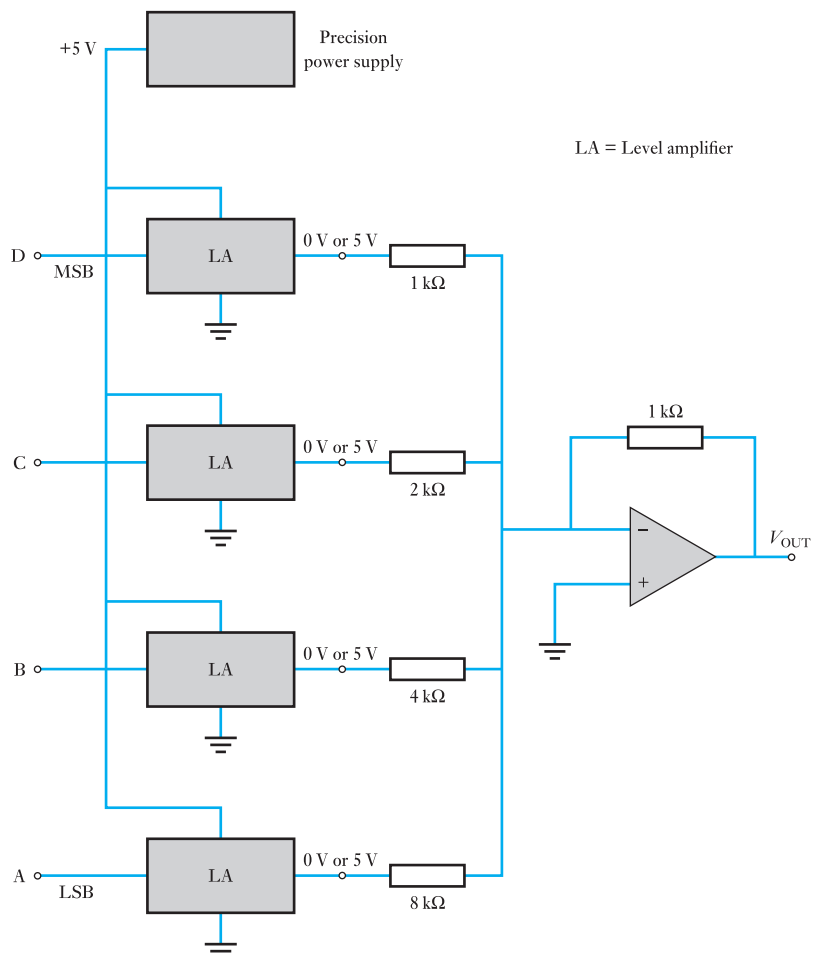 +5 V
Precision
power supply
LA = Level amplifier
D
MSB
LA
0 V or 5 V
1 kΩ
C
LA
0 V or 5 V
2 kΩ
1 kΩ
−
+
VOUT
B
LA
0 V or 5 V
4 kΩ
A
LSB
LA
0 V or 5 V
8 kΩ